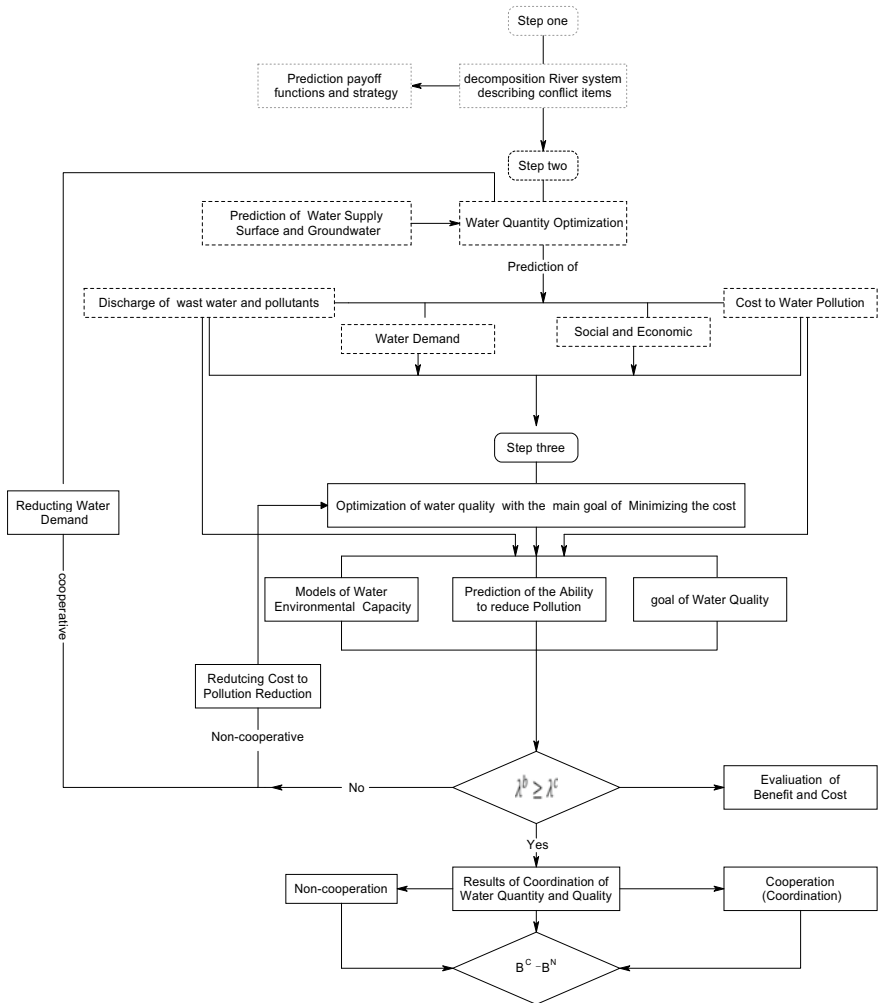 Step one
Prediction payoff
functions and strategy
decomposition River system
describing conflict items
Step two
Prediction of Water Supply
Surface and Groundwater
Water Quantity Optimization
Prediction of
Discharge of wast water and pollutants
Cost to Water Pollution
Water Demand
Social and Economic
Step three
Reducting Water
Demand
Optimization of water quality with the main goal of Minimizing the cost
cooperative
Models of Water
Environmental Capacity
Prediction of the Ability
to reduce Pollution
goal of Water Quality
Redutcing Cost to
Pollution Reduction
Non-cooperative
No
λᵇ ≥ λᶜ
Evailuation of
Benefit and Cost
Yes
Non-cooperation
Results of Coordination of
Water Quantity and Quality
Cooperation
(Coordination)
Bᶜ −Bᴺ